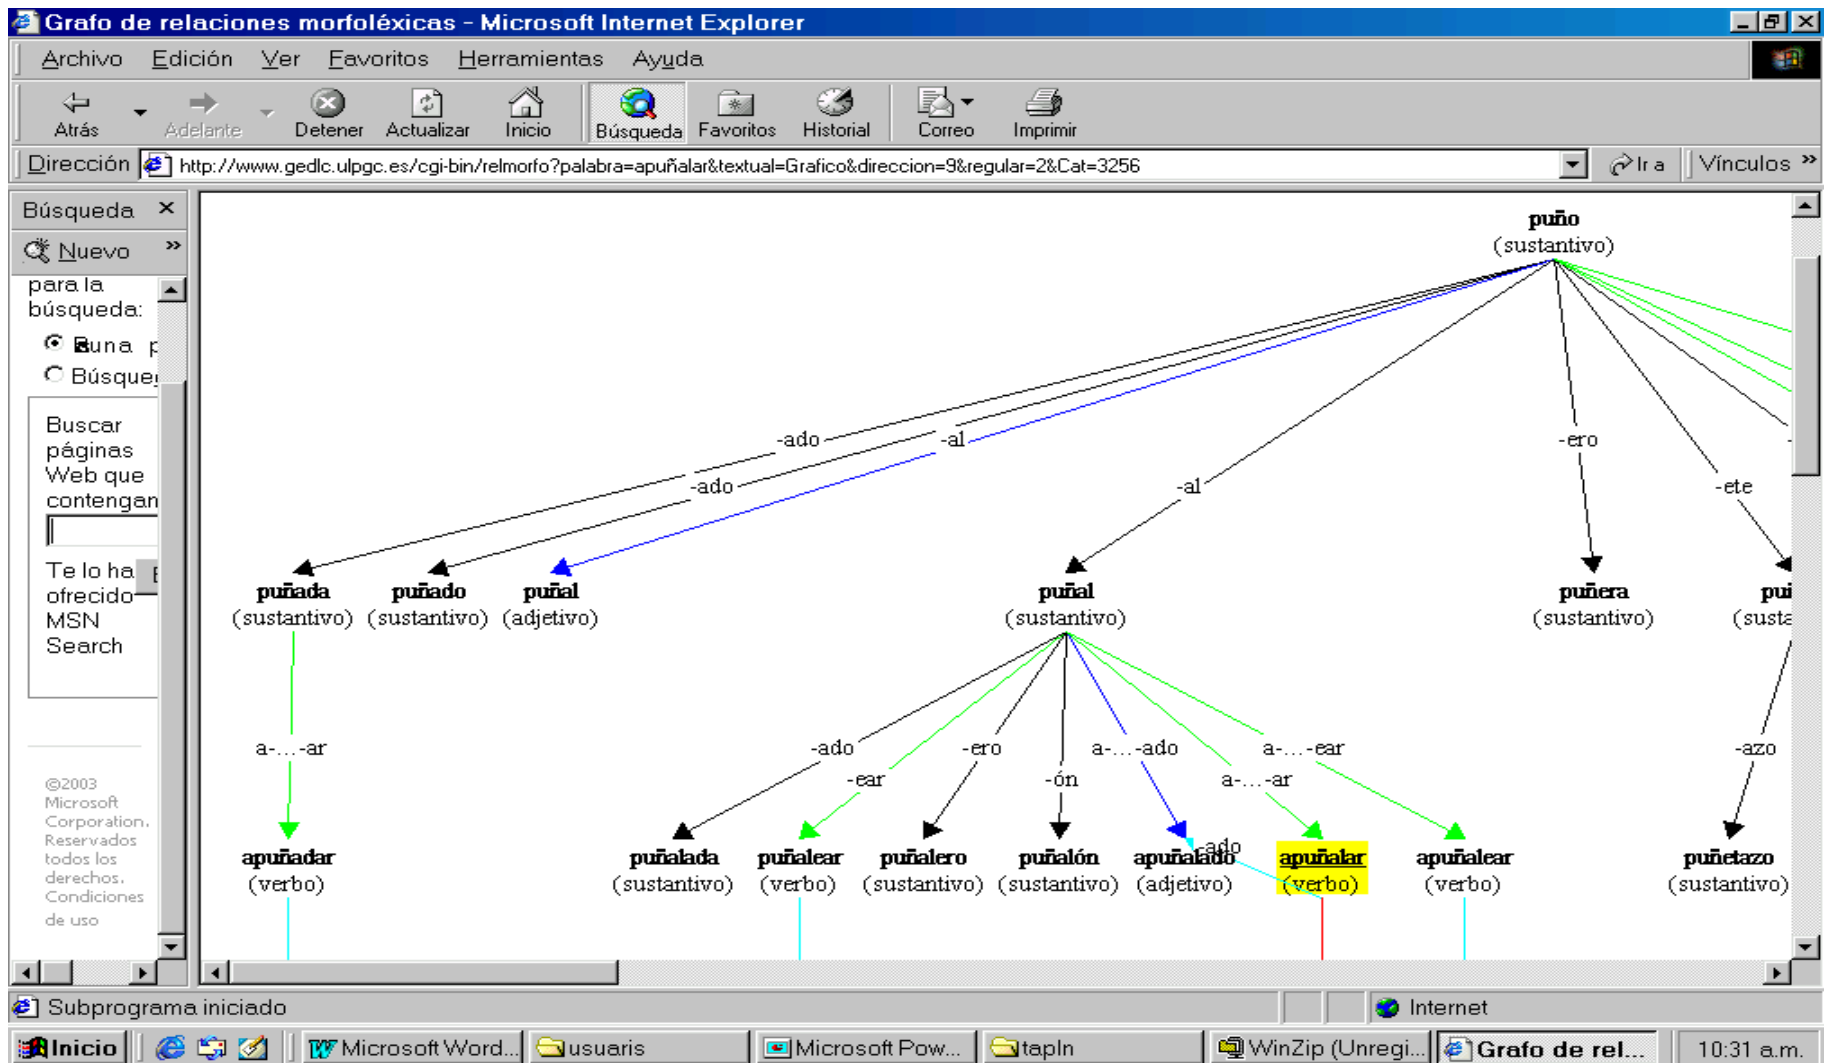 Grafo de relaciones morfoléxicas - Microsoft Internet Explorer
Archivo Edición Ver Favoritos Herramientas Ayuda
Atrás Adelante Detener Actualizar Inicio Búsqueda Favoritos Historial Correo Imprimir
Dirección http://www.gedlc.ulpgc.es/cgi-bin/relmorfo?palabra=apuñalar&textual=Grafico&direccion=9&regular=2&Cat=3256 Ir a Vínculos »
Búsqueda ×
Nuevo »
para la
búsqueda:
una p
Búsque
Buscar
páginas
Web que
contengan
Te lo ha
ofrecido
MSN
Search
©2003
Microsoft
Corporation.
Reservados
todos los
derechos.
Condiciones
de uso
puño
(sustantivo)
-ado -al -ero
-ado -al -ete
puñada puñado puñal puñal puñera
(sustantivo) (sustantivo) (adjetivo) (sustantivo) (sustantivo) (susta
a-...-ar -ado -ero a-...-ado a-...-ear -azo
-ear -ón a-...-ar
-ado
apuñadar puñalada puñalear puñalero puñalón apuñalado apuñalar apuñalear puñetazo
(verbo) (sustantivo) (verbo) (sustantivo) (sustantivo) (adjetivo) (verbo) (verbo) (sustantivo)
Subprograma iniciado Internet
Inicio Microsoft Word... usuaris Microsoft Pow... tapIn WinZip (Unregi... Grafo de rel... 10:31 a.m.